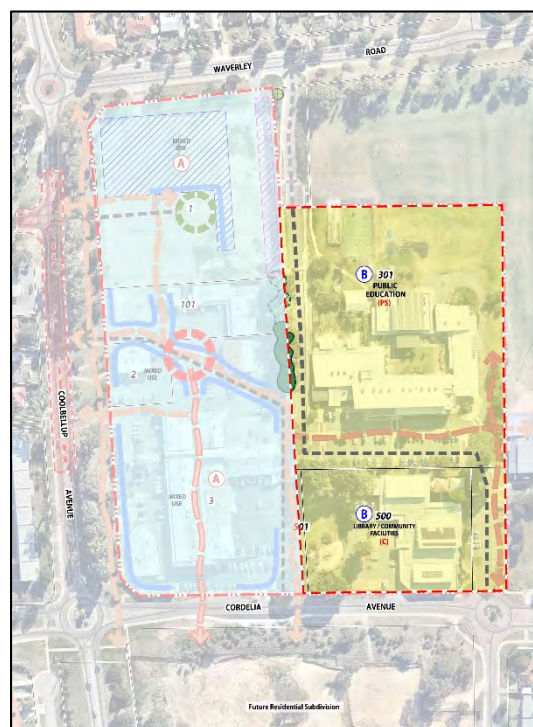 WAVERLEY
ROAD
MIXED
USE
A
1
B 301
PUBLIC
EDUCATION
(PS)
101
2
MIXED
USE
COOLBELLUP
AVENUE
A
MIXED
USE
3
B 500
LIBRARY / COMMUNITY
FACILITIES
(C)
501
CORDELIA
AVENUE
Future Residential Subdivision